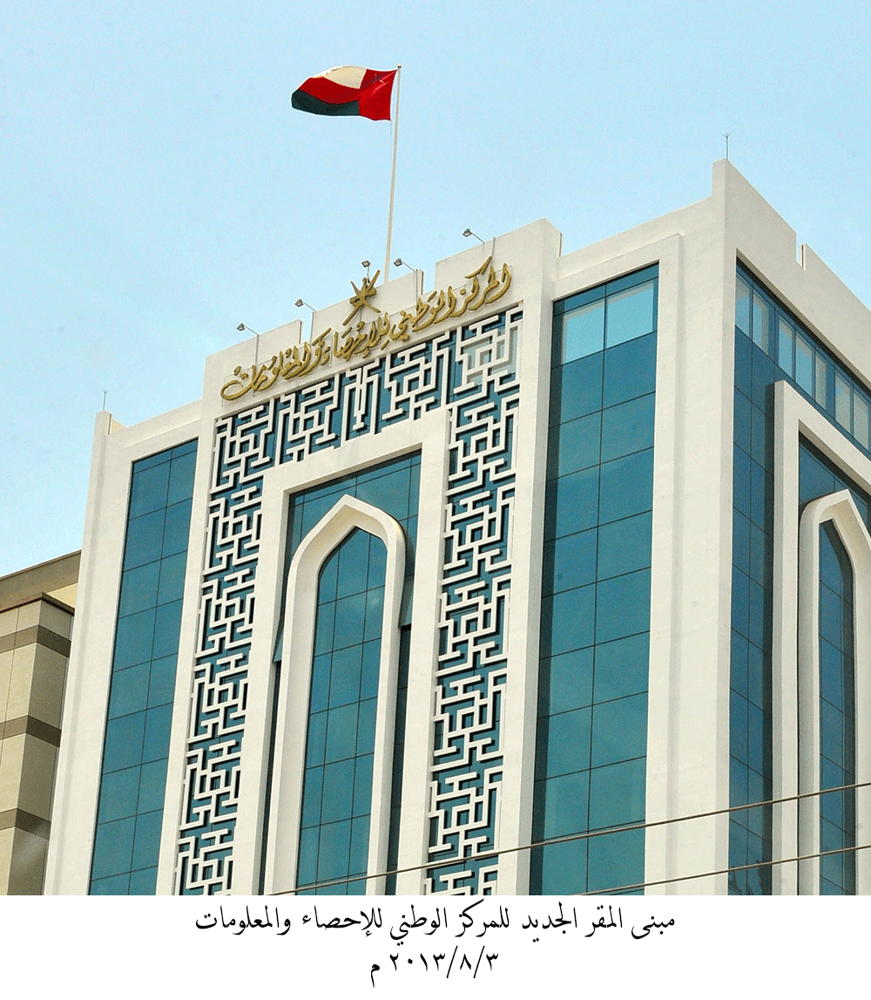 المركز الوطني للإحصاء والمعلومات
مبنى المقر الجديد للمركز الوطني للإحصاء والمعلومات
٢٠١٣/٨/٣ م